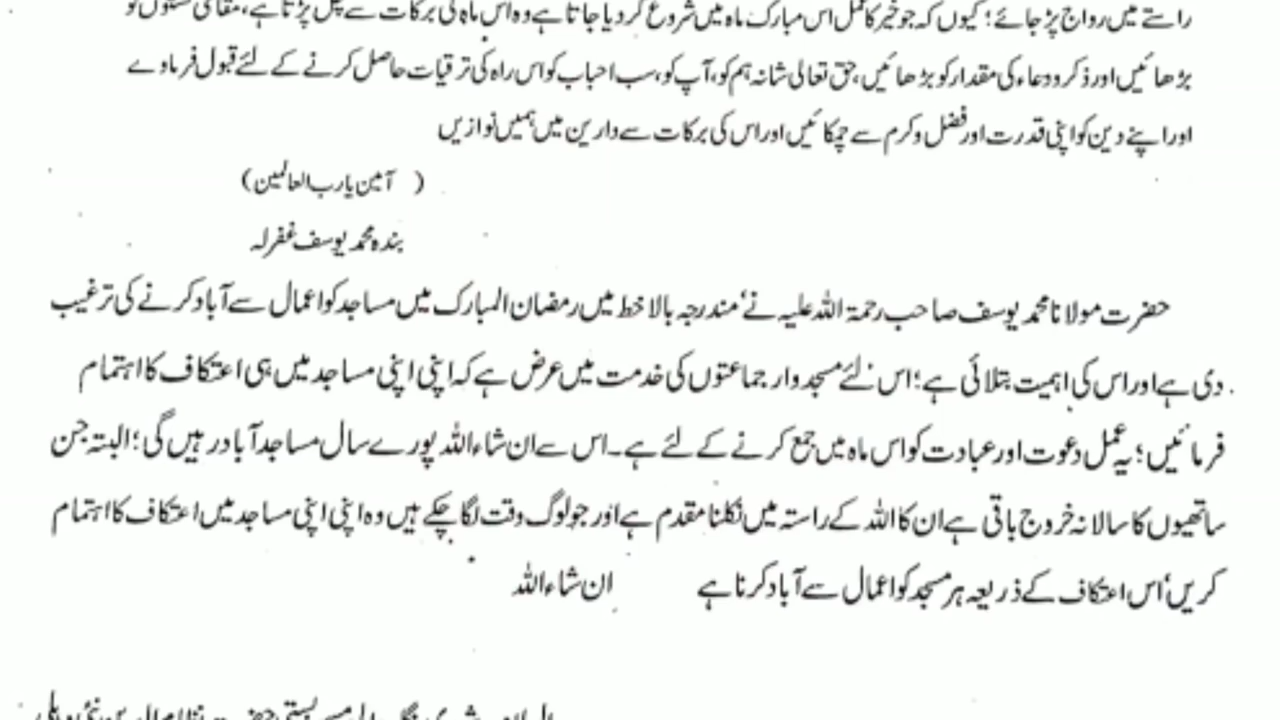 راستے میں رواج پڑ جائے؛ کیوں کہ جو خیر کا عمل اس مبارک ماہ میں شروع کر دیا جاتا ہے وہ اس ماہ کی برکات سے چل پڑتا ہے، مقامی گشتوں کو
بڑھائیں اور ذکر و دعاء کی مقدار کو بڑھائیں، حق تعالی شانہ ہم کو، آپ کو، سب احباب کو اس راہ کی ترقیات حاصل کرنے کے لئے قبول فرماوے
اور اپنے دین کو اپنی قدرت اور فضل و کرم سے چمکائیں اور اس کی برکات سے دارین میں ہمیں نوازیں
( آمین یا رب العالمین)
بندہ محمد یوسف غفرلہ
حضرت مولانا محمد یوسف صاحب رحمۃ اللہ علیہ نے مندرجہ بالا خط میں رمضان المبارک میں مساجد کو اعمال سے آباد کرنے کی ترغیب
دی ہے اور اس کی اہمیت بتلائی ہے؛ اس لئے مسجد وار جماعتوں کی خدمت میں عرض ہے کہ اپنی اپنی مساجد میں ہی اعتکاف کا اہتمام
فرمائیں؛ یہ عمل دعوت اور عبادت کو اس ماہ میں جمع کرنے کے لئے ہے۔ اس سے ان شاء اللہ پورے سال مساجد آباد رہیں گی؛ البتہ جن
ساتھیوں کا سالانہ خروج باقی ہے ان کا اللہ کے راستہ میں نکلنا مقدم ہے اور جو لوگ وقت لگا چکے ہیں وہ اپنی اپنی مساجد میں اعتکاف کا اہتمام
کریں، اس اعتکاف کے ذریعہ ہر مسجد کو اعمال سے آباد کرنا ہے ان شاء اللہ